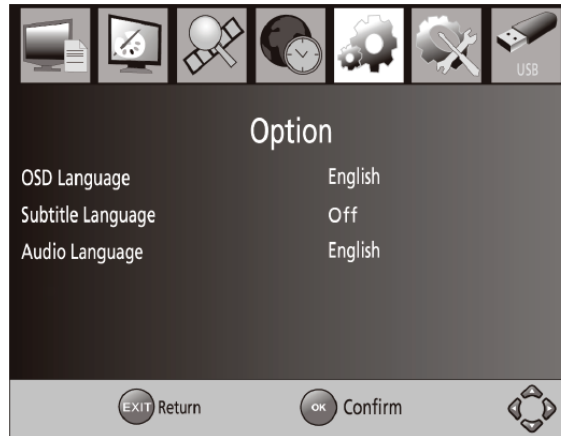 USB
Option
OSD Language English
Subtitle Language Off
Audio Language English
EXIT Return OK Confirm